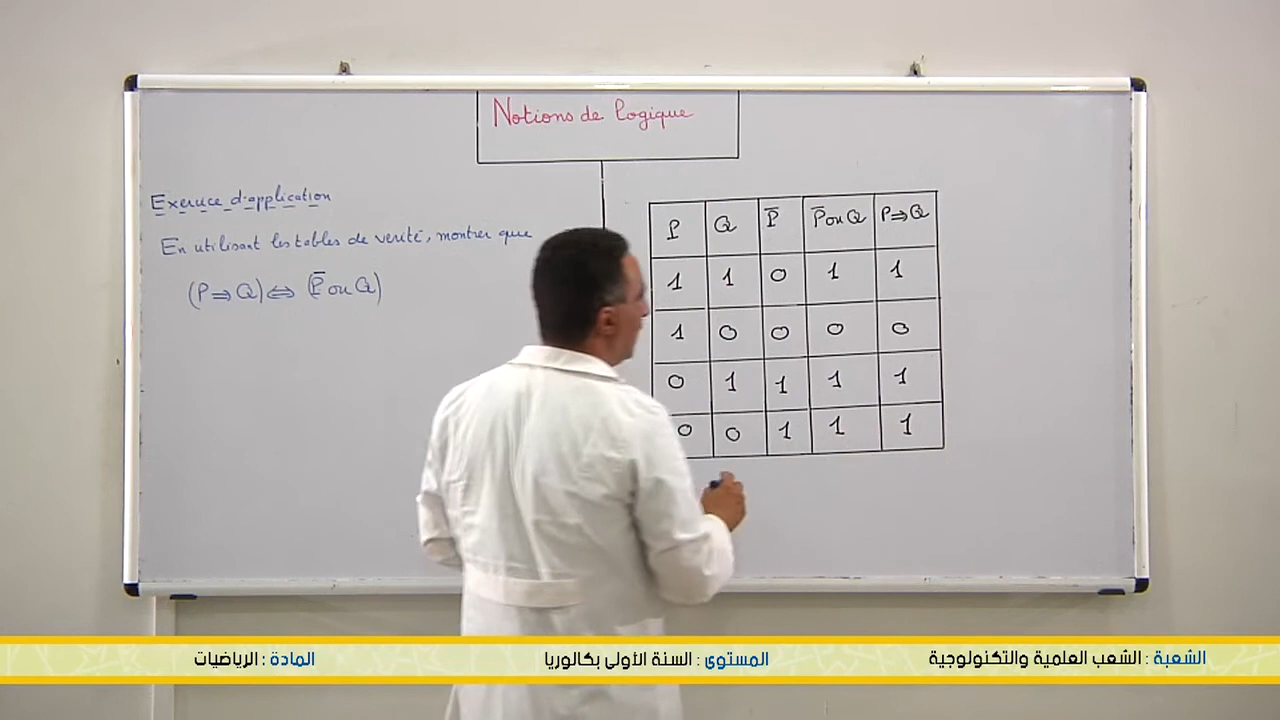 Notions de logique
Exercice d'application
En utilisant les tables de verité, montrer que
(P⇒Q)⇔(P̅ ou Q)
P Q P̅ P̅ ou Q P⇒Q
1 1 0 1 1
1 0 0 0 0
0 1 1 1 1
0 0 1 1 1
الشعبة : الشعب العلمية والتكنولوجية المستوى : السنة الأولى بكالوريا المادة : الرياضيات